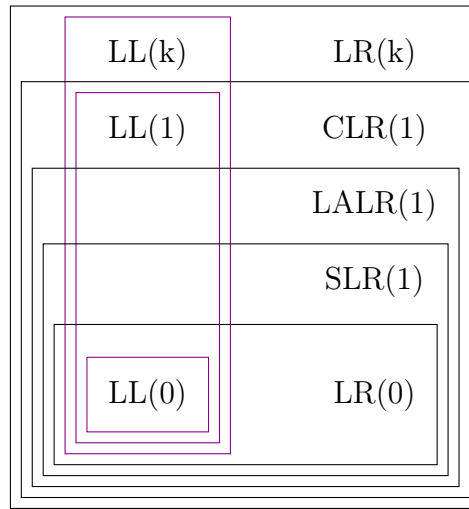 LL(k) LR(k)
LL(1) CLR(1)
LALR(1)
SLR(1)
LL(0) LR(0)